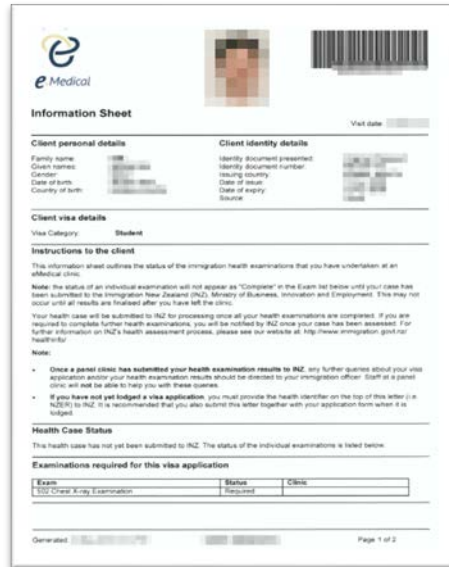 e Medical
Information Sheet
Visit date:
Client personal details
Client identity details
Family name:
Given names:
Gender:
Date of birth:
Country of birth:
Identity document presented:
Identity document number:
Issuing country:
Date of issue:
Date of expiry:
Source:
Client visa details
Visa Category: Student
Instructions to the client
This information sheet outlines the status of the immigration health examinations that you have undertaken at an
eMedical clinic.
Note: the status of an individual examination will not appear as "Complete" in the Exam list below until your case has
been submitted to the Immigration New Zealand (INZ), Ministry of Business, Innovation and Employment. This may not
occur until all results are finalised after you have left the clinic.
Your health case will be submitted to INZ for processing once all your health examinations are completed. If you are
required to complete further health examinations, you will be notified by INZ once your case has been assessed. For
further information on INZ's health assessment process, please see our website at: http://www.immigration.govt.nz/
healthinfo/
Note:
• Once a panel clinic has submitted your health examination results to INZ, any further queries about your visa
application and/or your health examination results should be directed to your immigration officer. Staff at a panel
clinic will not be able to help you with these queries.
• If you have not yet lodged a visa application, you must provide the health identifier on the top of this letter (i.e
NZER) to INZ. It is recommended that you also submit this letter together with your application form when it is
lodged.
Health Case Status
This health case has not yet been submitted to INZ. The status of the individual examinations is listed below.
Examinations required for this visa application
Exam Status Clinic
502 Chest X-ray Examination Required
Generated:
Page 1 of 2